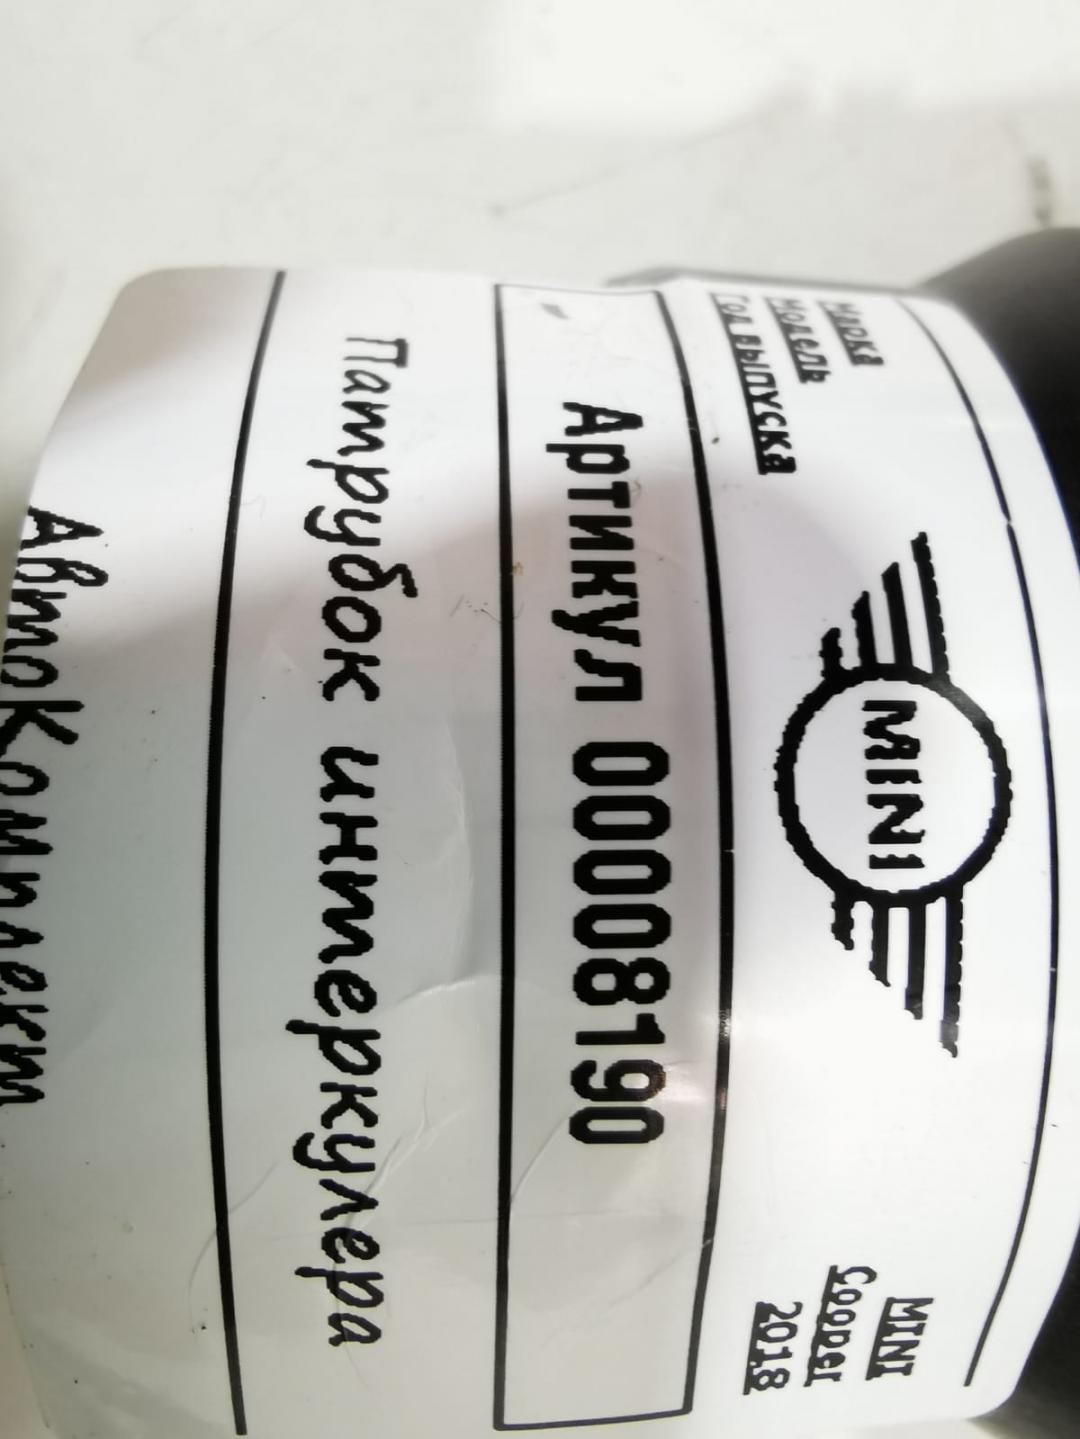 Марка
MINI
Модель
Cooper
Год выпуска
2018
MINI
Артикул 00008190
Патрубок интеркулера
АвтоКомплект